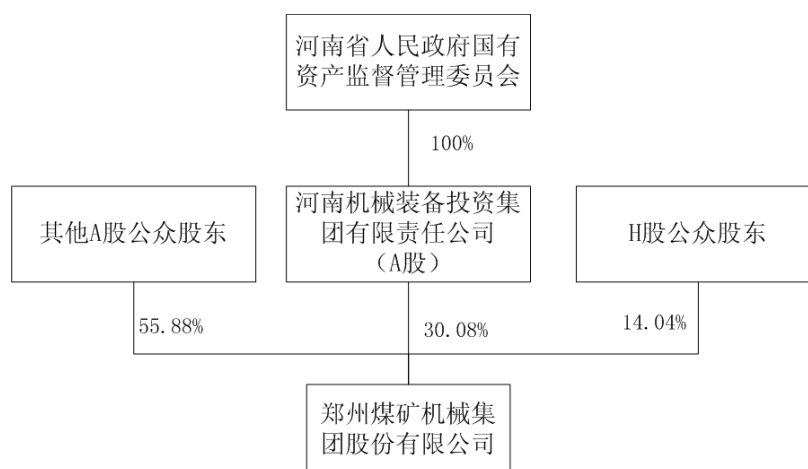 河南省人民政府国有
资产监督管理委员会
100%
其他A股公众股东
河南机械装备投资集
团有限责任公司
（A股）
H股公众股东
55.88%
30.08%
14.04%
郑州煤矿机械集
团股份有限公司